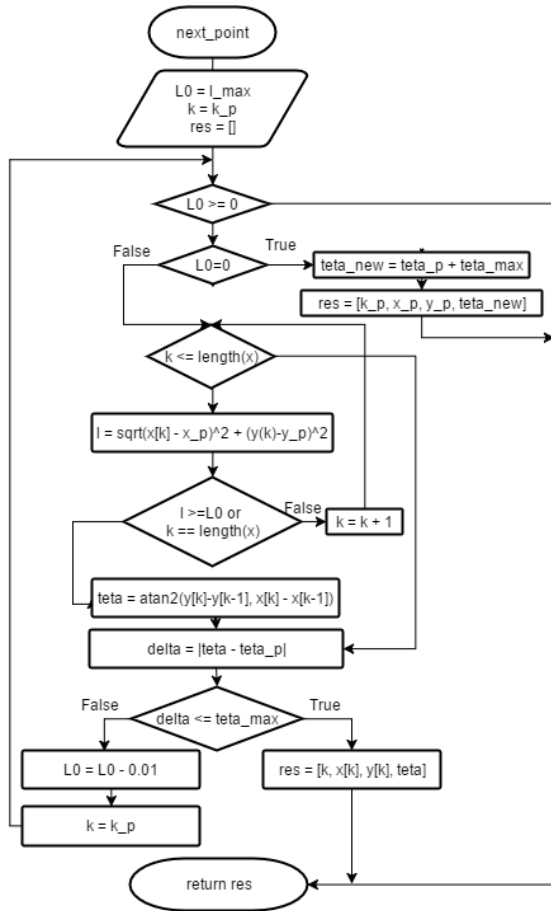 next_point
L0 = l_max
k = k_p
res = []
L0 >= 0
False
True
L0=0
teta_new = teta_p + teta_max
res = [k_p, x_p, y_p, teta_new]
k <= length(x)
l = sqrt(x[k] - x_p)^2 + (y(k)-y_p)^2
l >=L0 or
k == length(x)
False
k = k + 1
teta = atan2(y[k]-y[k-1], x[k] - x[k-1])
delta = |teta - teta_p|
False
True
delta <= teta_max
L0 = L0 - 0.01
res = [k, x[k], y[k], teta]
k = k_p
return res